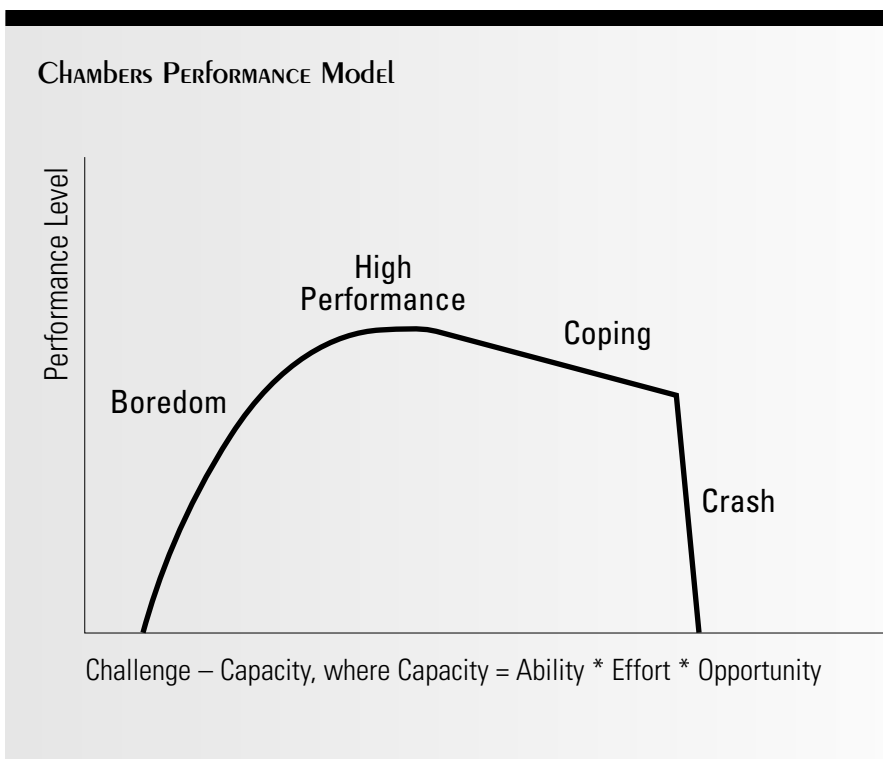 Chambers Performance Model
Performance Level
High
Performance
Coping
Boredom
Crash
Challenge – Capacity, where Capacity = Ability * Effort * Opportunity